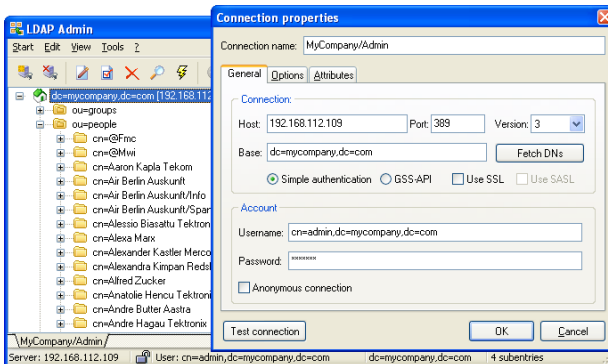 LDAP Admin
Start Edit View Tools ?
dc=mycompany,dc=com [192.168.112
ou=groups
ou=people
cn=@Fmc
cn=@Mwi
cn=Aaron Kapla Tekom
cn=Air Berlin Auskunft
cn=Air Berlin Auskunft/Info
cn=Air Berlin Auskunft/Span
cn=Alessio Biasattu Tektron
cn=Alexa Marx
cn=Alexander Kastler Merco
cn=Alexandra Kimpan Reds
cn=Alfred Zucker
cn=Anatolie Hencu Tektroni
cn=Andre Butter Aastra
cn=Andre Hagau Tektronix
MyCompany/Admin
Server: 192.168.112.109 User: cn=admin,dc=mycompany,dc=com dc=mycompany,dc=com 4 subentries
Connection properties
Connection name: MyCompany/Admin
General Options Attributes
Connection:
Host: 192.168.112.109 Port: 389 Version: 3
Base: dc=mycompany,dc=com Fetch DNs
Simple authentication GSS-API Use SSL Use SASL
Account
Username: cn=admin,dc=mycompany,dc=com
Password: *******
Anonymous connection
Test connection OK Cancel